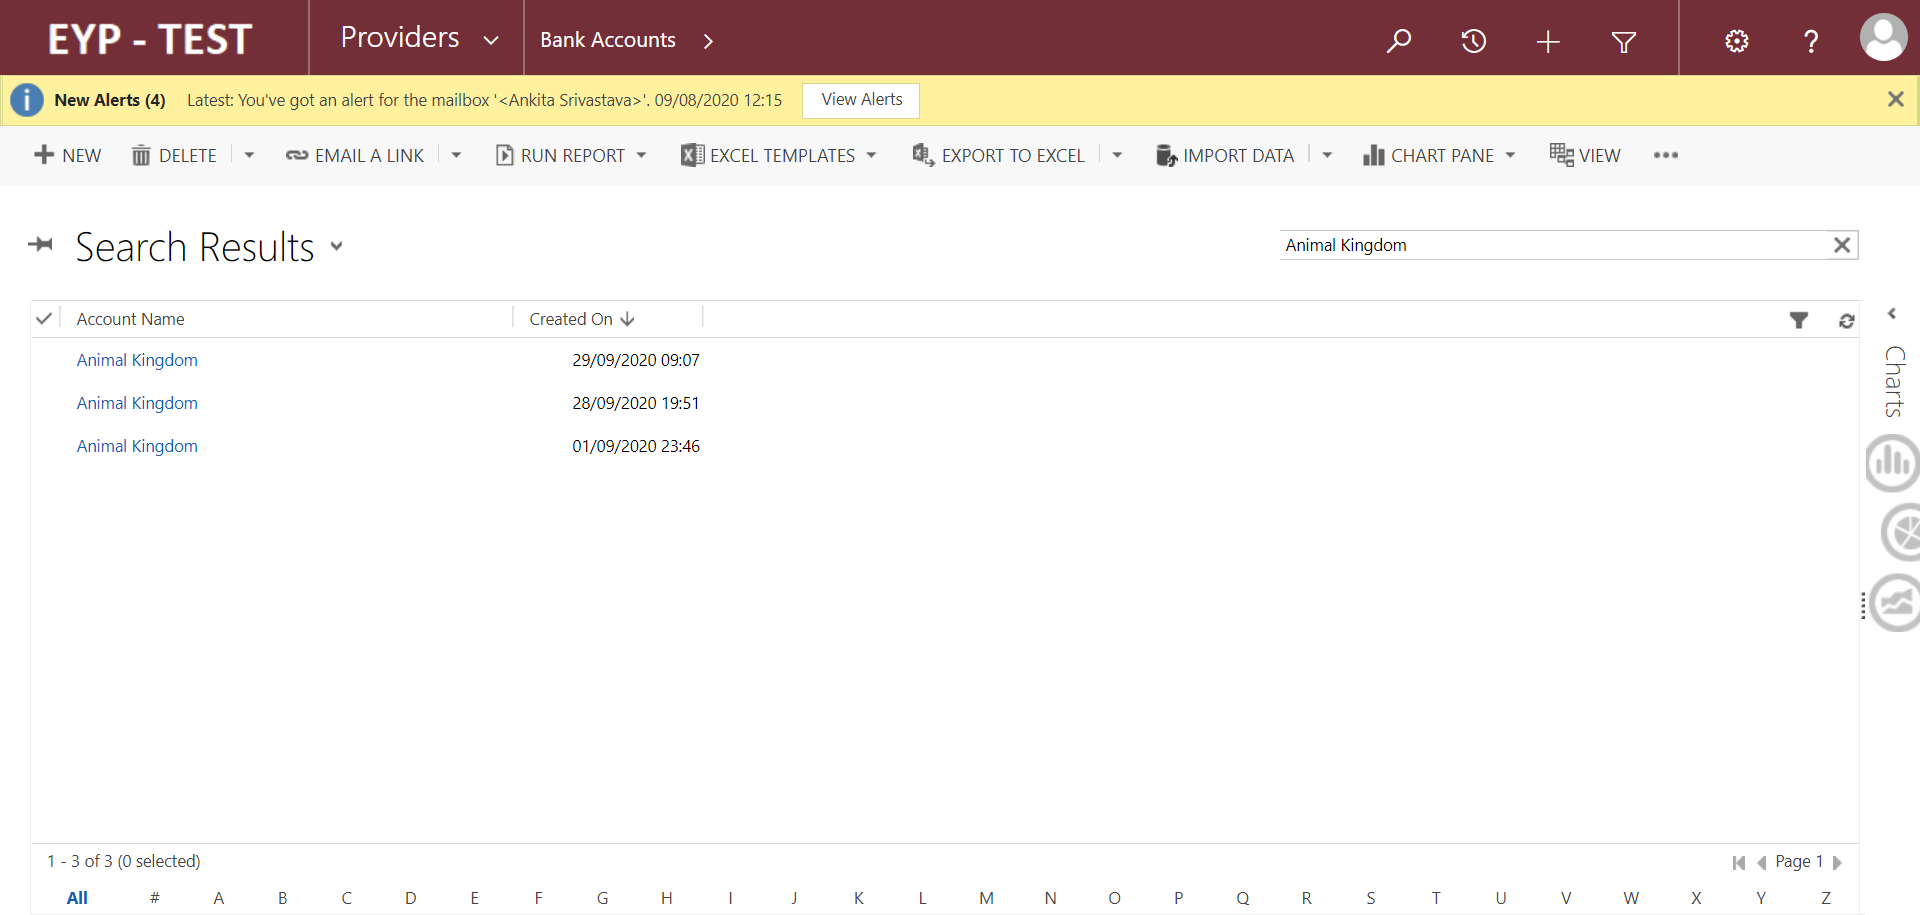 EYP - TEST
Providers
Bank Accounts
New Alerts (4) Latest: You've got an alert for the mailbox '<Ankita Srivastava>'. 09/08/2020 12:15 View Alerts
NEW DELETE EMAIL A LINK RUN REPORT EXCEL TEMPLATES EXPORT TO EXCEL IMPORT DATA CHART PANE VIEW
Search Results
Animal Kingdom
Account Name Created On
Animal Kingdom 29/09/2020 09:07
Animal Kingdom 28/09/2020 19:51
Animal Kingdom 01/09/2020 23:46
Charts
1 - 3 of 3 (0 selected)
Page 1
All # A B C D E F G H I J K L M N O P Q R S T U V W X Y Z